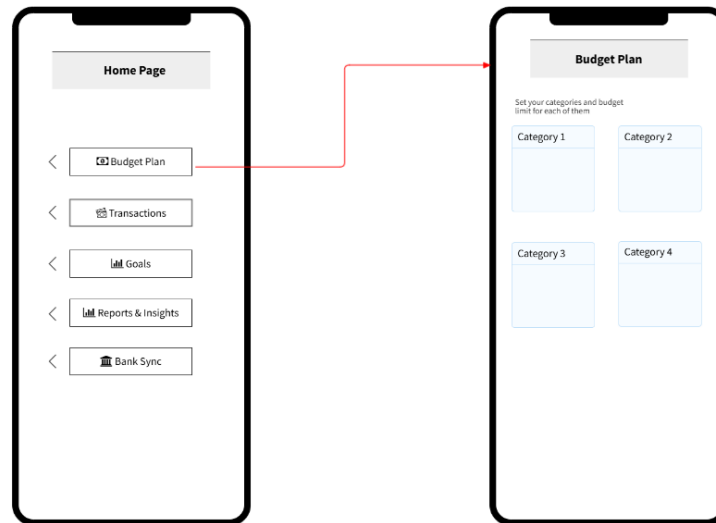 Home Page
Budget Plan
Transactions
Goals
Reports & Insights
Bank Sync
Budget Plan
Set your categories and budget
limit for each of them
Category 1
Category 2
Category 3
Category 4